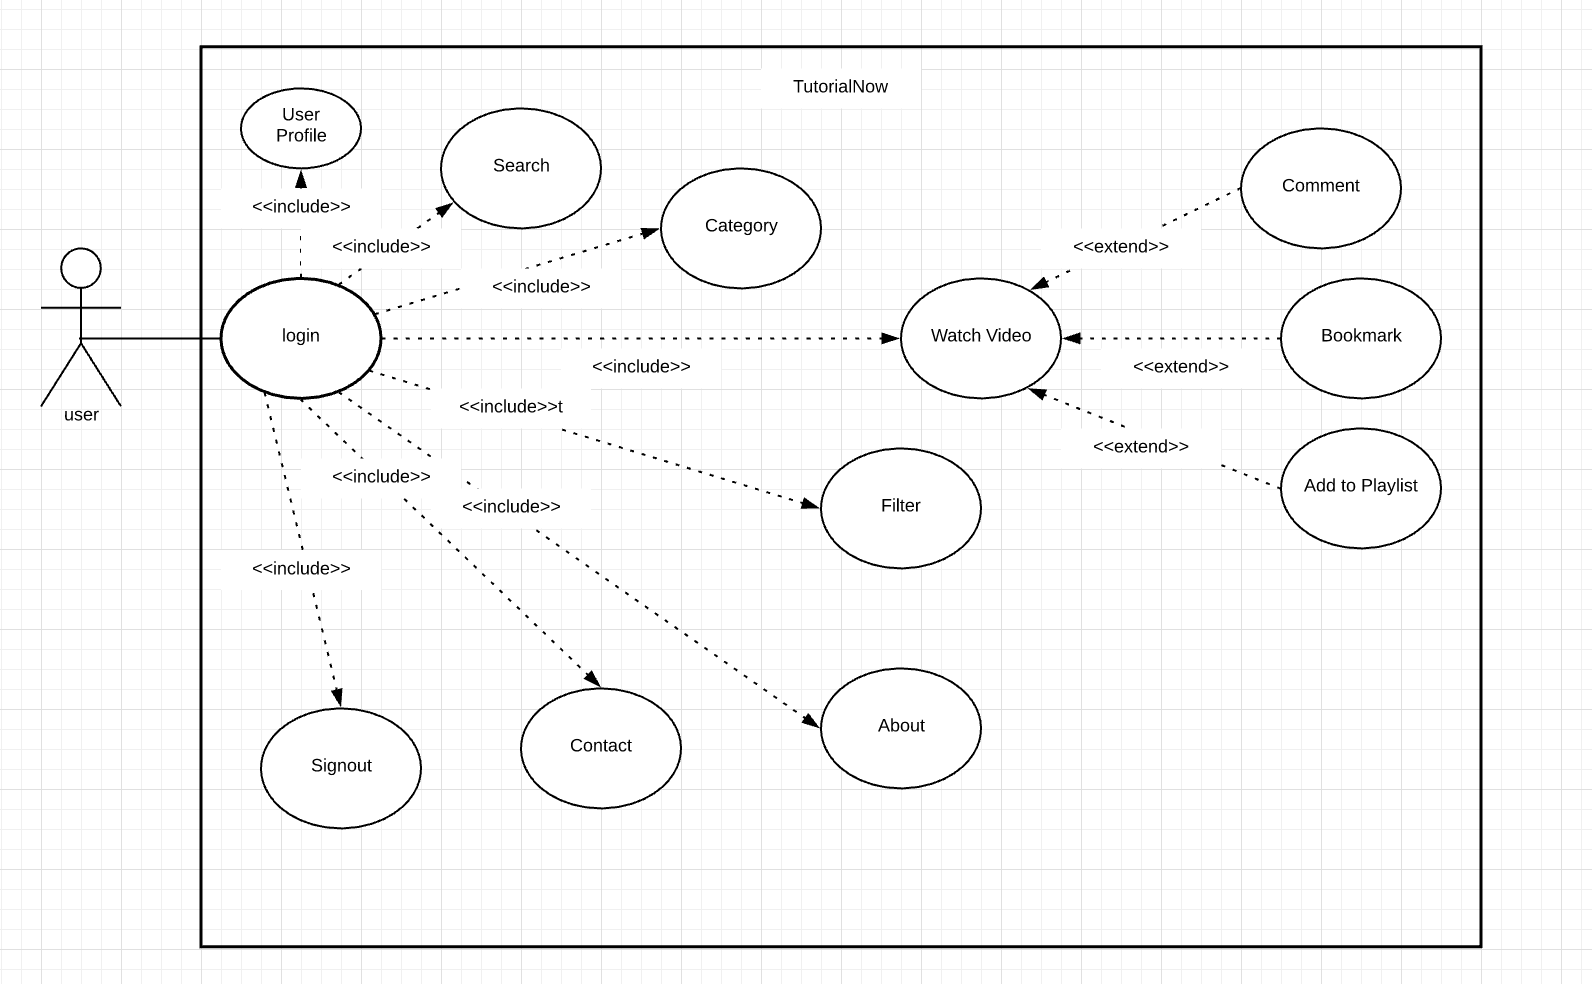 TutorialNow
User
Profile
Search
Comment
Category
<<include>>
<<include>>
<<extend>>
<<include>>
login
Watch Video
Bookmark
<<include>>
<<extend>>
<<include>>t
user
<<extend>>
<<include>>
Add to Playlist
<<include>>
Filter
<<include>>
About
Contact
Signout